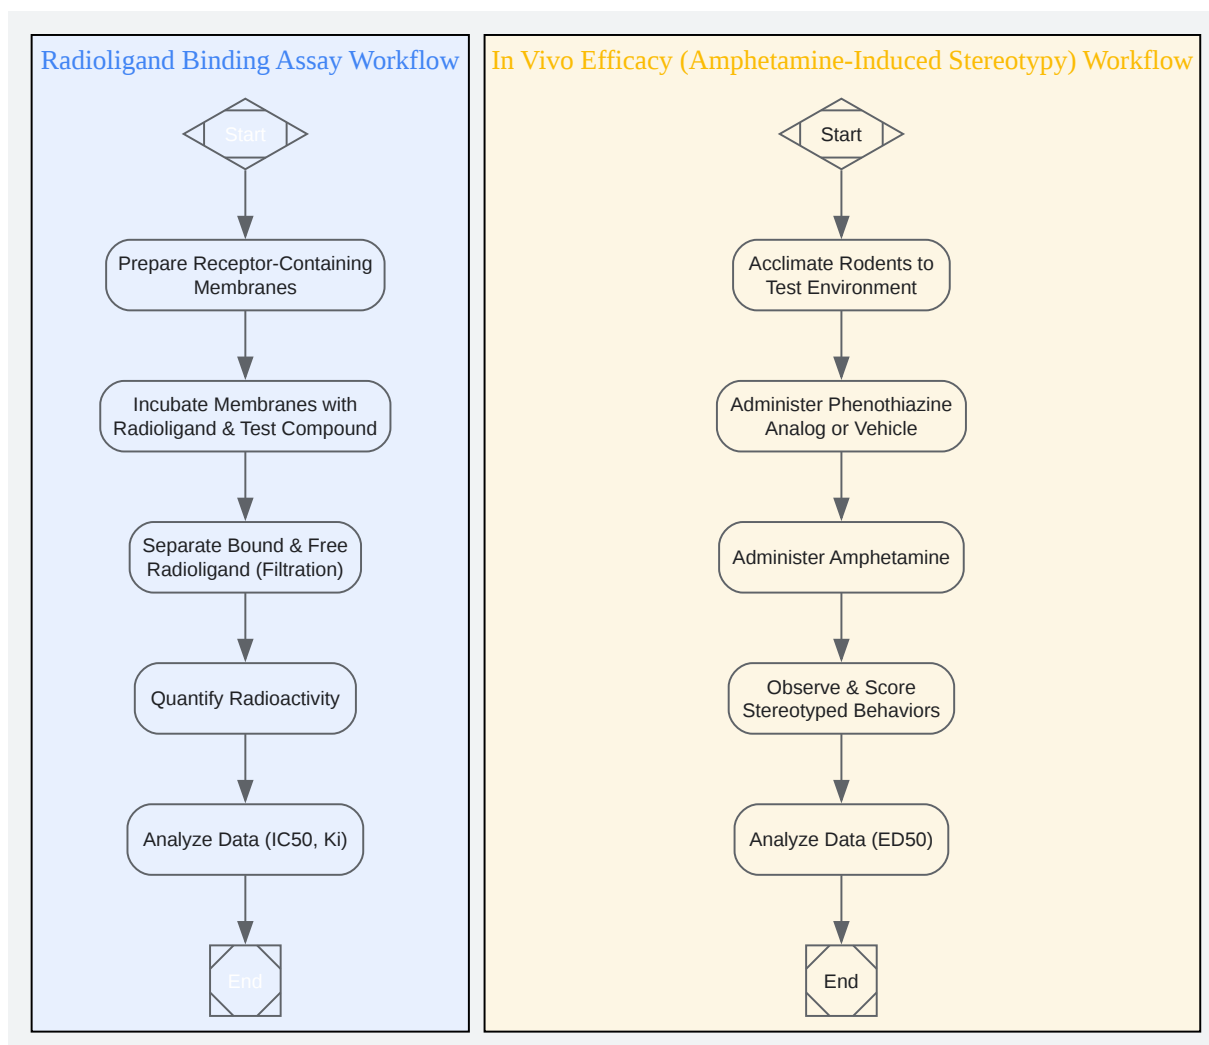 Radioligand Binding Assay Workflow
Start
Prepare Receptor-Containing
Membranes
Incubate Membranes with
Radioligand & Test Compound
Separate Bound & Free
Radioligand (Filtration)
Quantify Radioactivity
Analyze Data (IC50, Ki)
End
In Vivo Efficacy (Amphetamine-Induced Stereotypy) Workflow
Start
Acclimate Rodents to
Test Environment
Administer Phenothiazine
Analog or Vehicle
Administer Amphetamine
Observe & Score
Stereotyped Behaviors
Analyze Data (ED50)
End